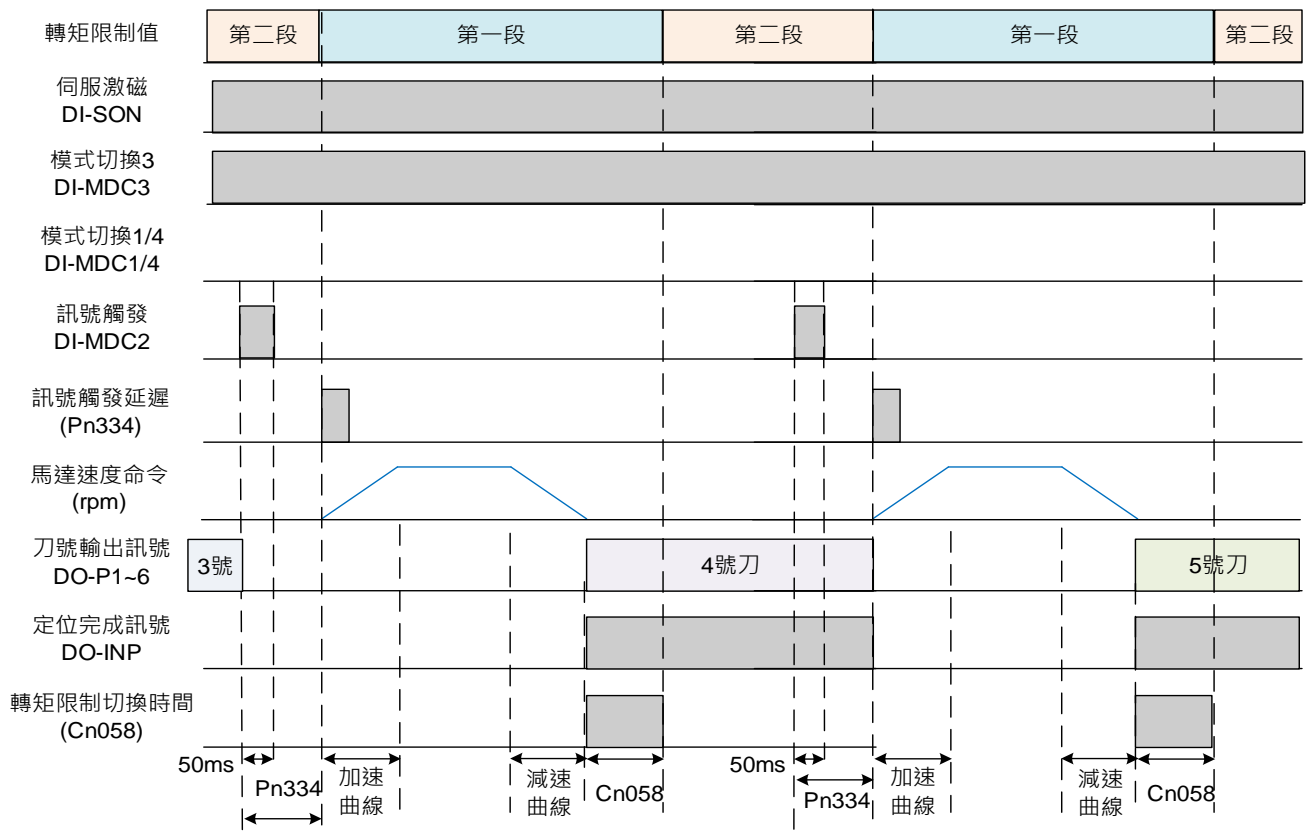 轉矩限制值
第二段 第一段 第二段 第一段 第二段
伺服激磁
DI-SON
模式切換3
DI-MDC3
模式切換1/4
DI-MDC1/4
訊號觸發
DI-MDC2
訊號觸發延遲
(Pn334)
馬達速度命令
(rpm)
刀號輸出訊號
DO-P1~6
3號 4號刀 5號刀
定位完成訊號
DO-INP
轉矩限制切換時間
(Cn058)
50ms Pn334 加速 減速 Cn058 50ms Pn334 加速 減速 Cn058
曲線 曲線 曲線 曲線